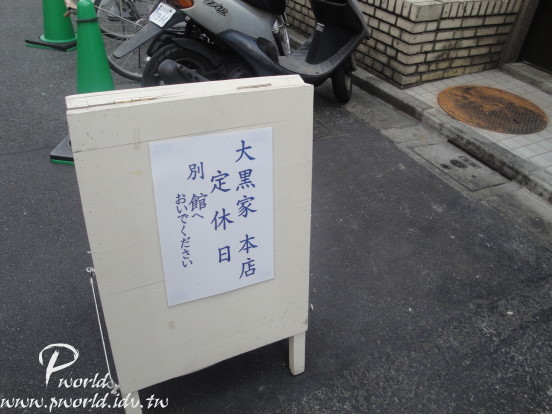 大黒家 本店
定休日
別館へ
おいでください
Pworld
www.pworld.idv.tw